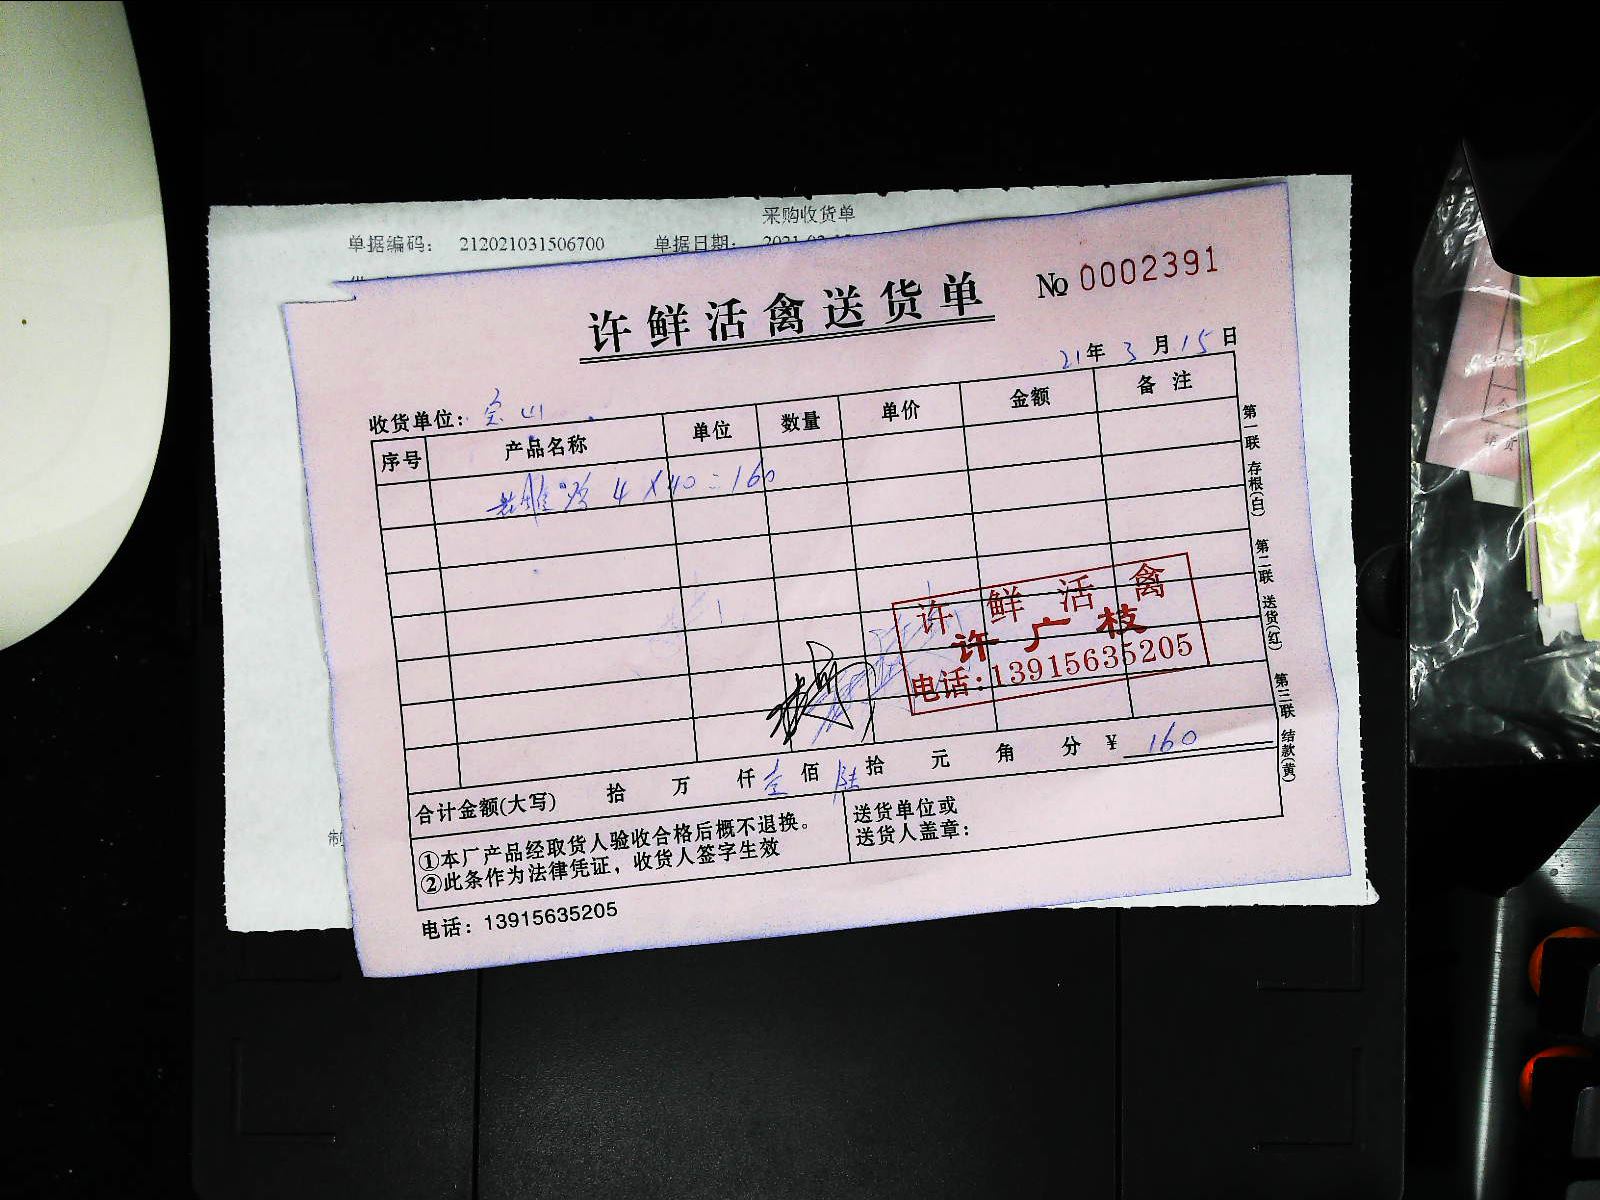 采购收货单
单据编码： 212021031506700 单据日期：
许鲜活禽送货单
No 0002391
21年 3月 15日
收货单位：宝山
序号 产品名称 单位 数量 单价 金额 备注
老雄鸡 4×40=160
许鲜活禽
许广枝
电话：13915635205
合计金额(大写) 拾 万 仟 壹 佰 陆 拾 元 角 分 ¥ 160
①本厂产品经取货人验收合格后概不退换。
②此条作为法律凭证，收货人签字生效
送货单位或
送货人盖章：
电话：13915635205
第一联 存根(白) 第二联 送货(红) 第三联 结款(黄)
制